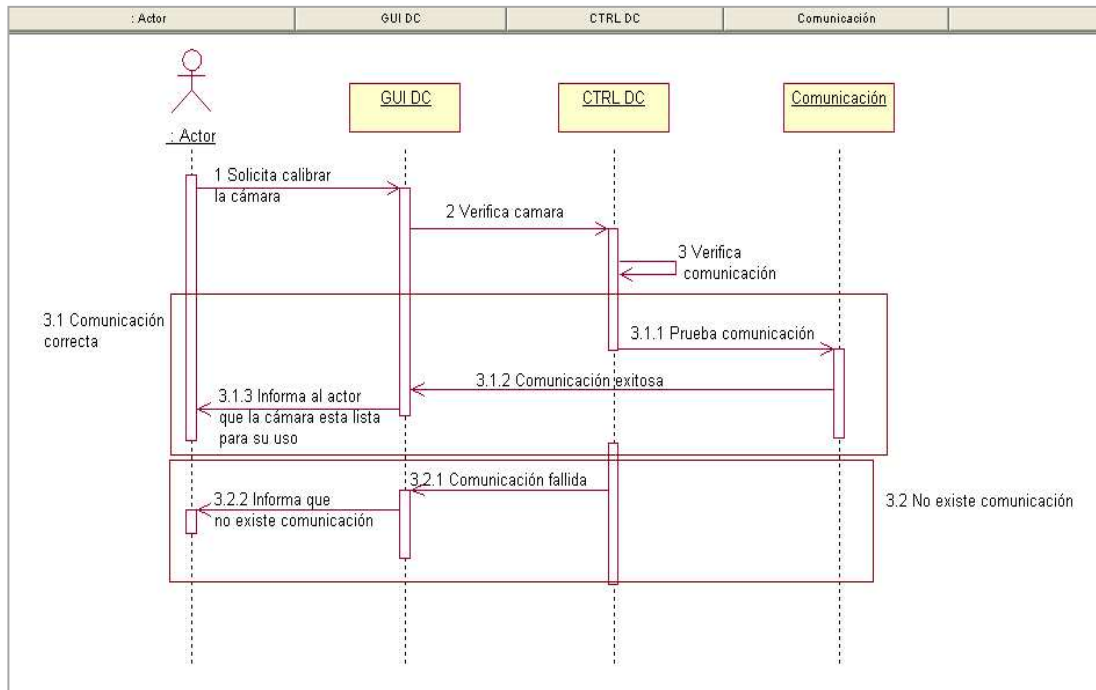 : Actor
GUI DC
CTRL DC
Comunicación
GUI DC
CTRL DC
Comunicación
: Actor
1 Solicita calibrar
la cámara
2 Verifica camara
3 Verifica
comunicación
3.1 Comunicación
correcta
3.1.1 Prueba comunicación
3.1.2 Comunicación exitosa
3.1.3 Informa al actor
que la cámara esta lista
para su uso
3.2.1 Comunicación fallida
3.2.2 Informa que
no existe comunicación
3.2 No existe comunicación